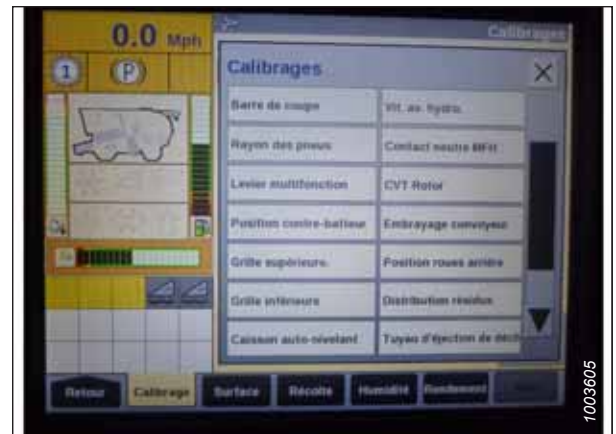 0.0 Mph
Calibrages
1
P
Calibrages
Barre de coupe
Vit. av. hydro.
Rayon des pneus
Contact neutre MFH
Levier multifonction
CVT Rotor
Position contre-batteur
Embrayage convoyeur
Grille supérieure.
Position roues arrière
Grille inférieure
Distribution résidus
Caisson auto-nivelant
Tuyau d'éjection de déch
Retour
Calibrage
Surface
Récolte
Humidité
Rendement
1003605